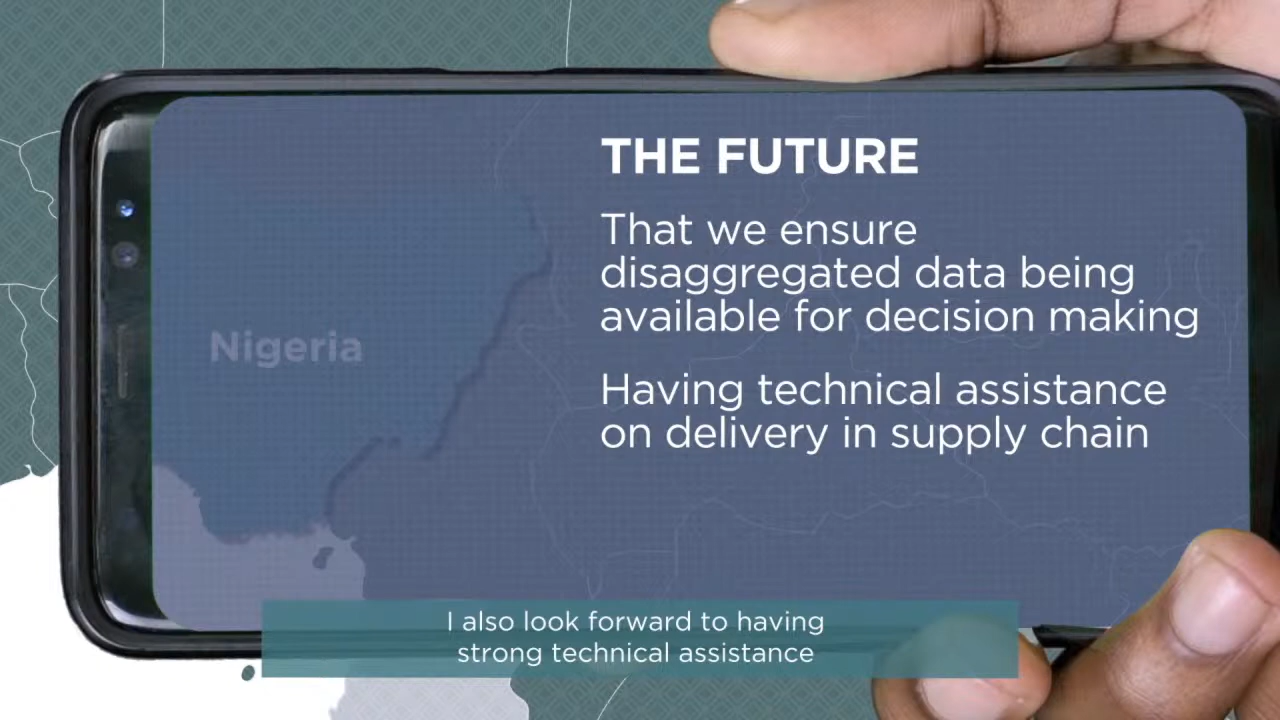 THE FUTURE
That we ensure
disaggregated data being
available for decision making
Nigeria
Having technical assistance
on delivery in supply chain
I also look forward to having
strong technical assistance